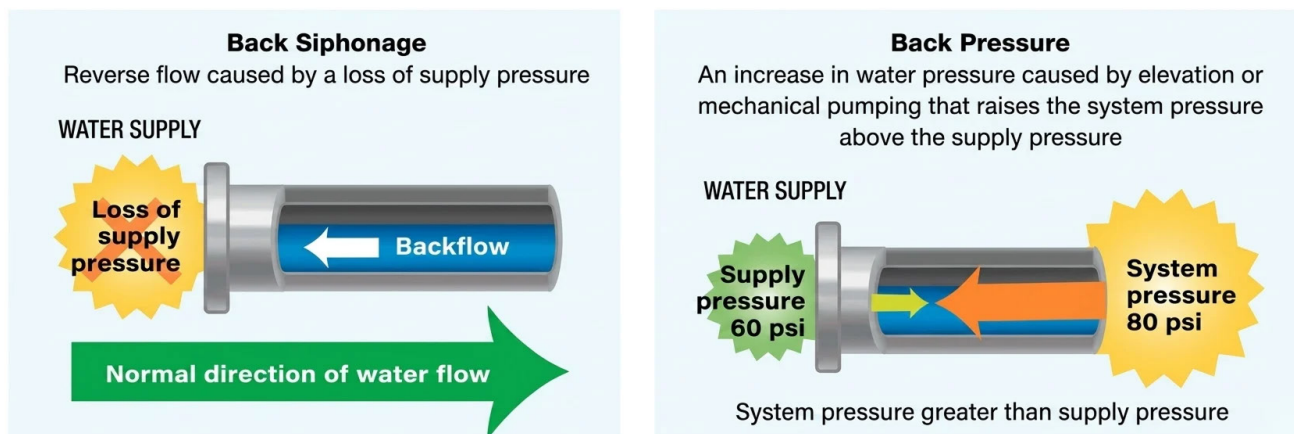 Back Siphonage
Reverse flow caused by a loss of supply pressure
WATER SUPPLY
Loss of
supply
pressure
Backflow
Normal direction of water flow
Back Pressure
An increase in water pressure caused by elevation or
mechanical pumping that raises the system pressure
above the supply pressure
WATER SUPPLY
Supply
pressure
60 psi
System
pressure
80 psi
System pressure greater than supply pressure